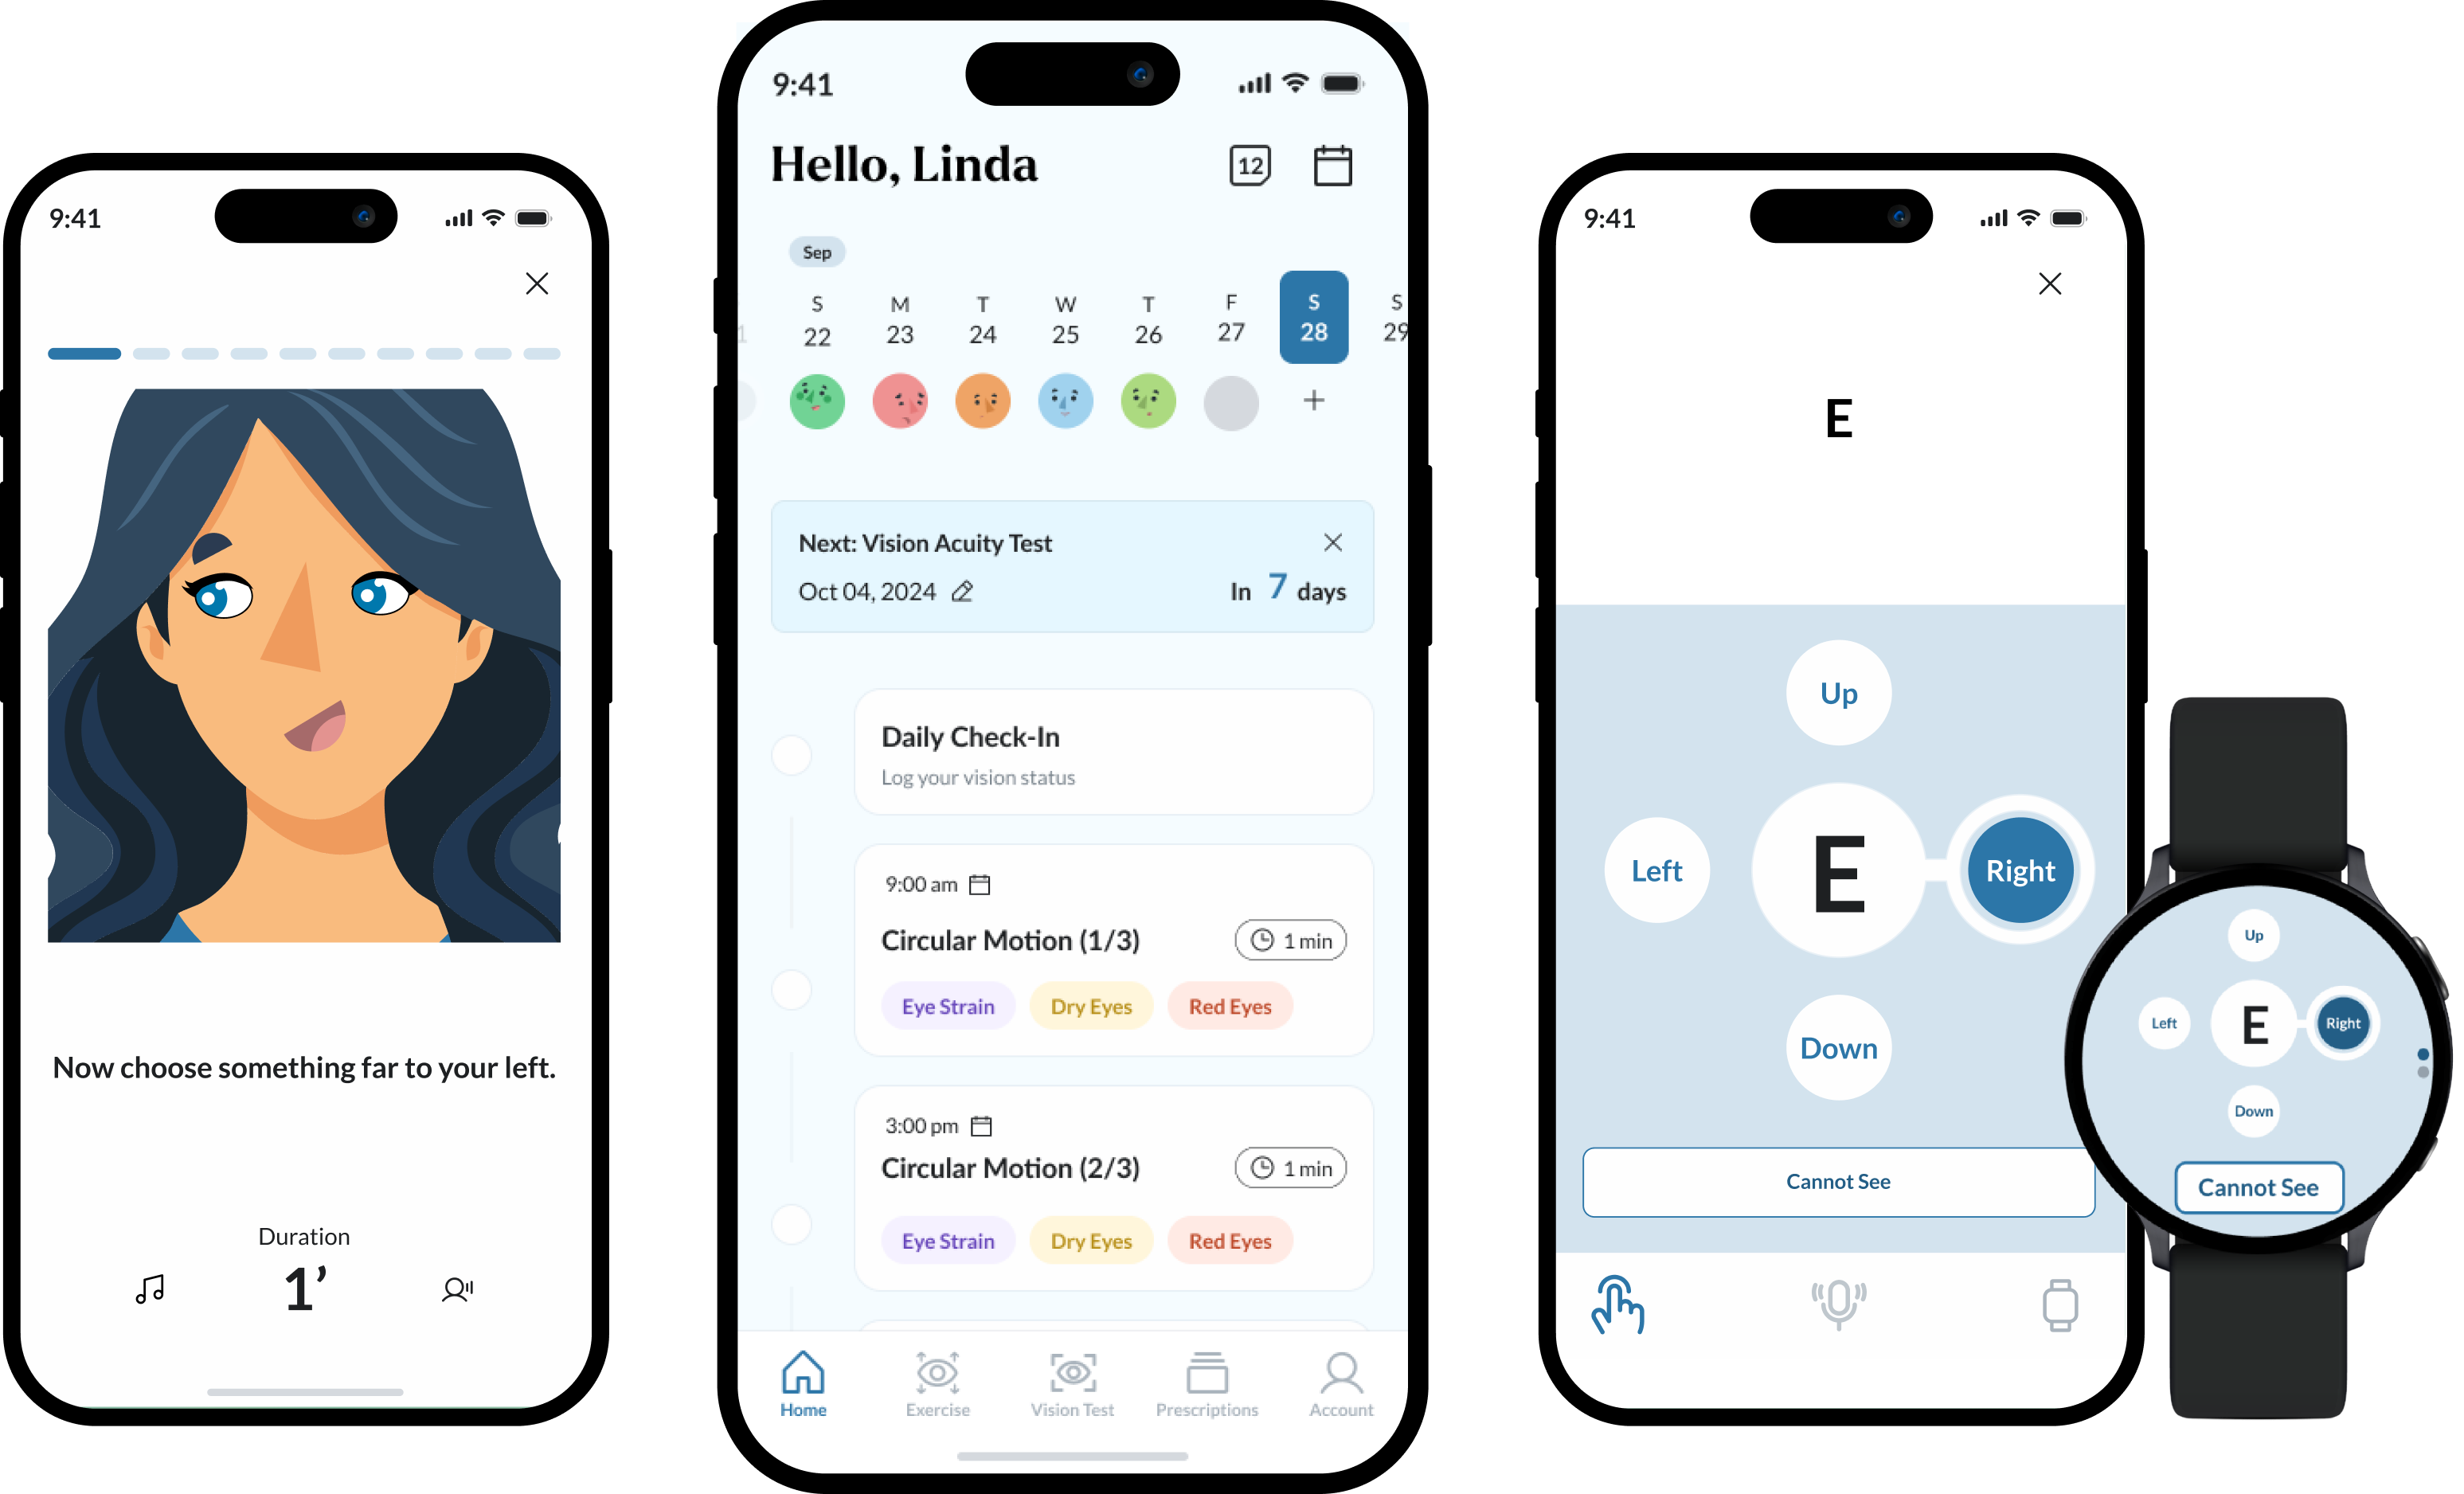 9:41
Now choose something far to your left.
Duration
1’
9:41
Hello, Linda
12
Sep
S M T W T F S S
22 23 24 25 26 27 28 29
Next: Vision Acuity Test
Oct 04, 2024 In 7 days
Daily Check-In
Log your vision status
9:00 am
Circular Motion (1/3) 1 min
Eye Strain Dry Eyes Red Eyes
3:00 pm
Circular Motion (2/3) 1 min
Eye Strain Dry Eyes Red Eyes
Home Exercise Vision Test Prescriptions Account
9:41
E
Up
Left E Right
Down
Cannot See
Up
Left E Right
Down
Cannot See